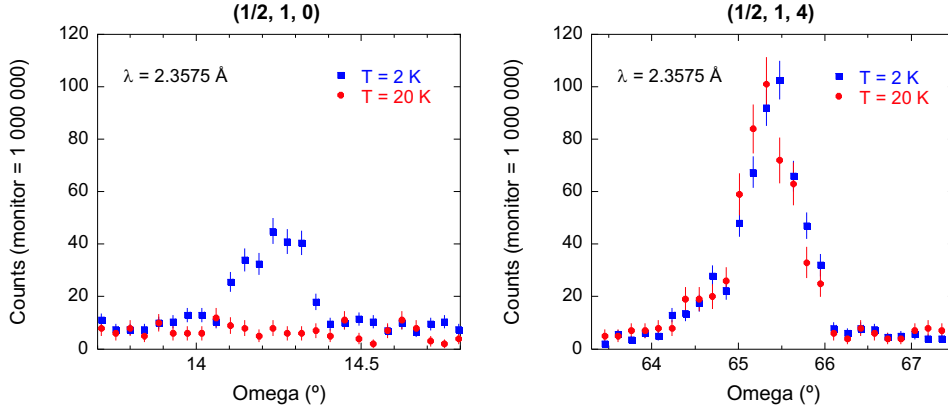 (1/2, 1, 0)
120
100
80
60
40
20
0
Counts (monitor = 1 000 000)
λ = 2.3575 Å
T = 2 K
T = 20 K
14
14.5
Omega (º)
(1/2, 1, 4)
120
100
80
60
40
20
0
Counts (monitor = 1 000 000)
λ = 2.3575 Å
T = 2 K
T = 20 K
64
65
66
67
Omega (º)